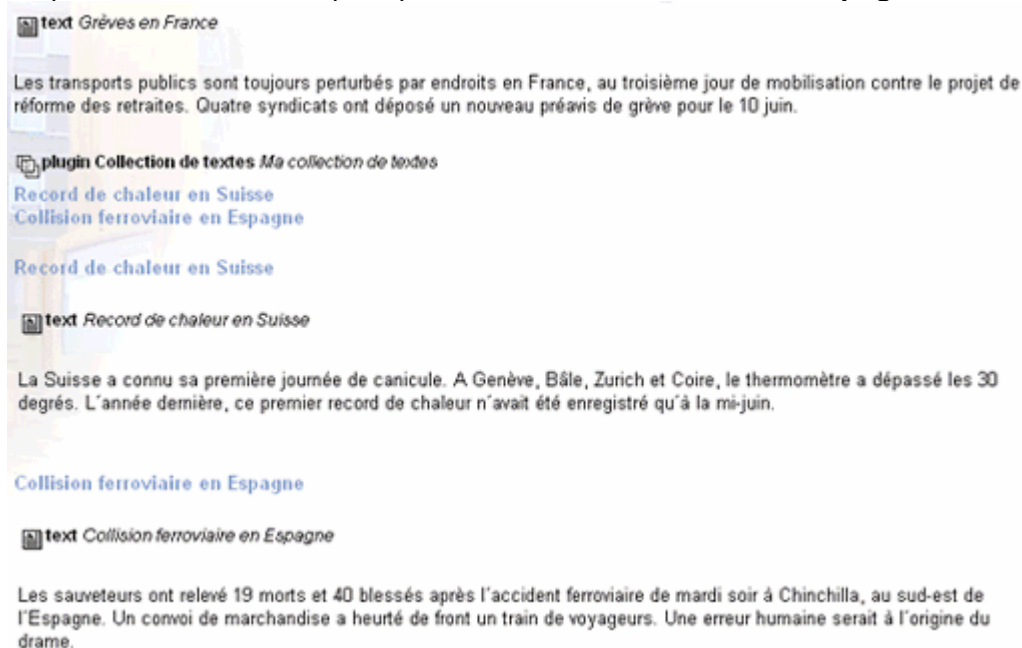 text Grèves en France
Les transports publics sont toujours perturbés par endroits en France, au troisième jour de mobilisation contre le projet de
réforme des retraites. Quatre syndicats ont déposé un nouveau préavis de grève pour le 10 juin.
plugin Collection de textes Ma collection de textes
Record de chaleur en Suisse
Collision ferroviaire en Espagne
Record de chaleur en Suisse
text Record de chaleur en Suisse
La Suisse a connu sa première journée de canicule. A Genève, Bâle, Zurich et Coire, le thermomètre a dépassé les 30
degrés. L´année dernière, ce premier record de chaleur n´avait été enregistré qu´à la mi-juin.
Collision ferroviaire en Espagne
text Collision ferroviaire en Espagne
Les sauveteurs ont relevé 19 morts et 40 blessés après l´accident ferroviaire de mardi soir à Chinchilla, au sud-est de
l´Espagne. Un convoi de marchandise a heurté de front un train de voyageurs. Une erreur humaine serait à l´origine du
drame.